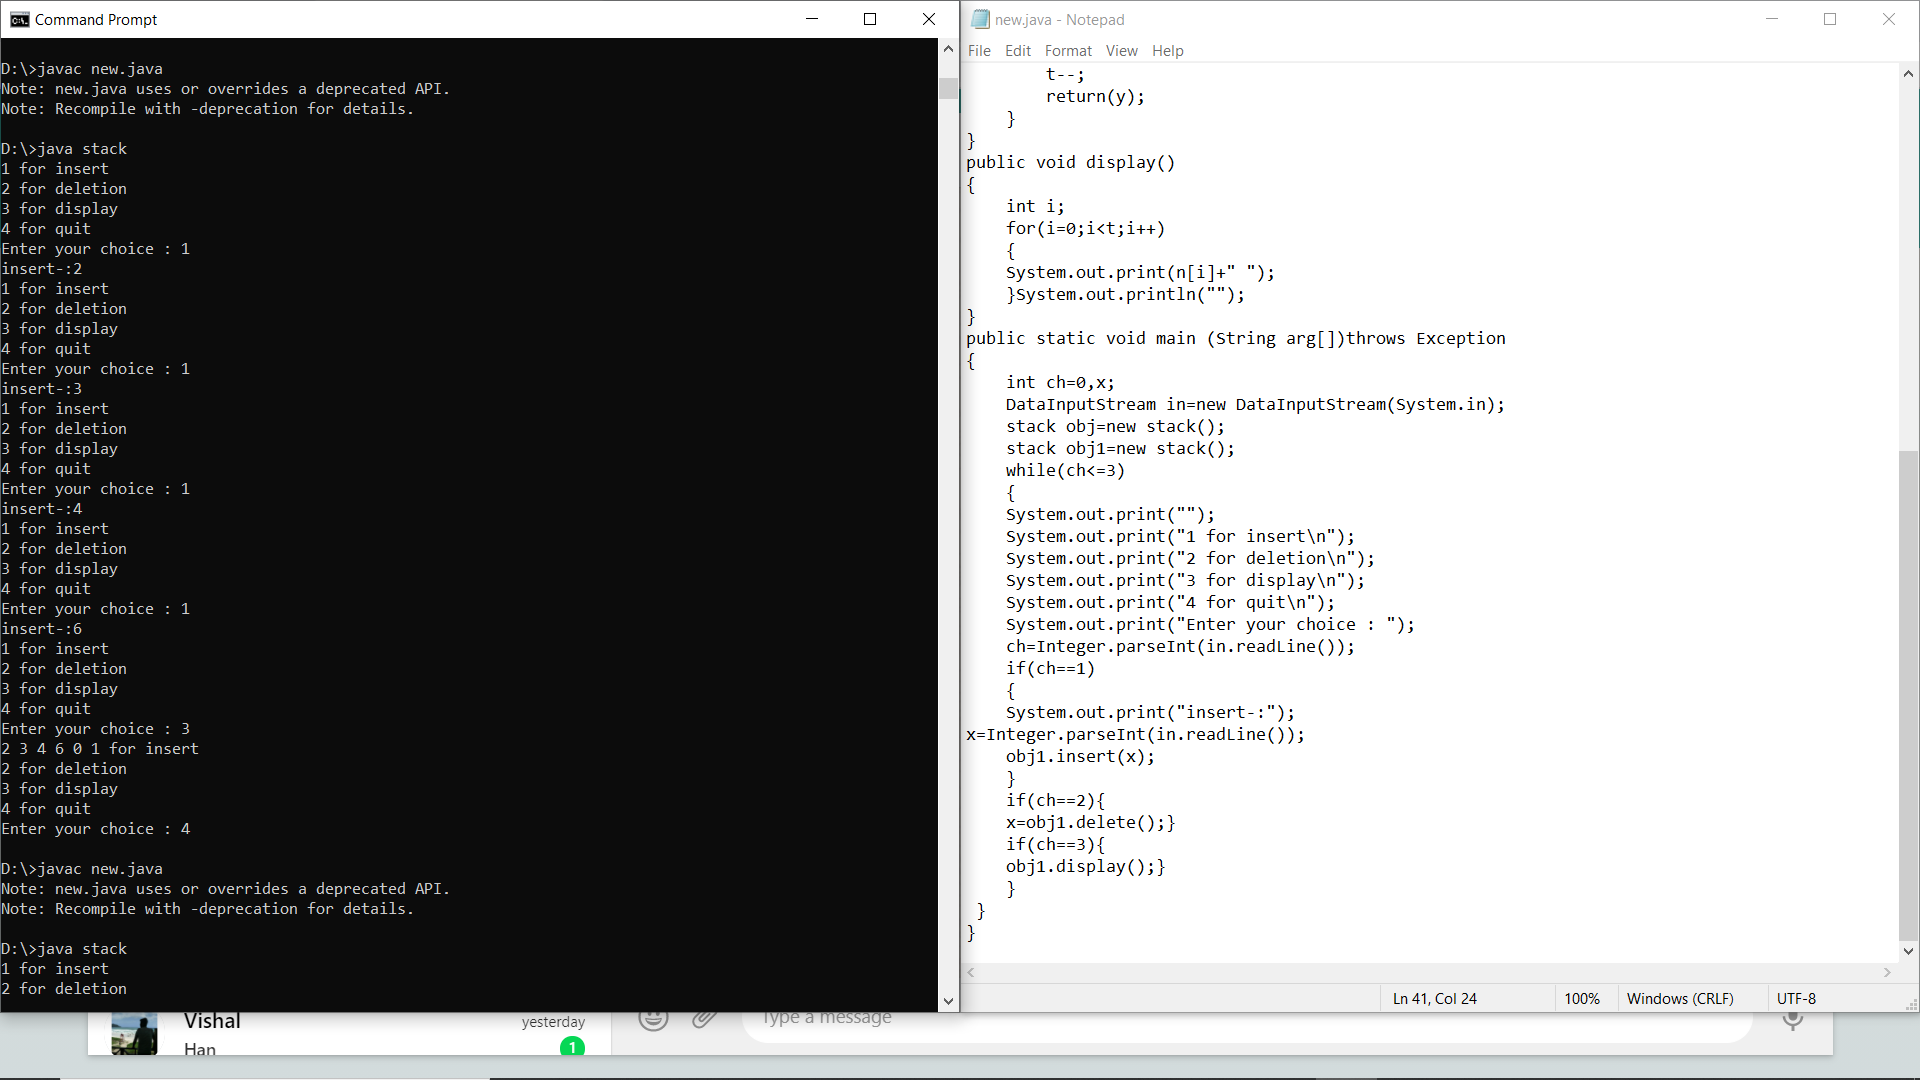 Command Prompt
D:\>javac new.java
Note: new.java uses or overrides a deprecated API.
Note: Recompile with -deprecation for details.
D:\>java stack
1 for insert
2 for deletion
3 for display
4 for quit
Enter your choice : 1
insert-:2
1 for insert
2 for deletion
3 for display
4 for quit
Enter your choice : 1
insert-:3
1 for insert
2 for deletion
3 for display
4 for quit
Enter your choice : 1
insert-:4
1 for insert
2 for deletion
3 for display
4 for quit
Enter your choice : 1
insert-:6
1 for insert
2 for deletion
3 for display
4 for quit
Enter your choice : 3
2 3 4 6 0 1 for insert
2 for deletion
3 for display
4 for quit
Enter your choice : 4
D:\>javac new.java
Note: new.java uses or overrides a deprecated API.
Note: Recompile with -deprecation for details.
D:\>java stack
1 for insert
2 for deletion
new.java - Notepad
File Edit Format View Help
t--;
return(y);
}
}
public void display()
{
int i;
for(i=0;i<t;i++)
{
System.out.print(n[i]+" ");
}System.out.println("");
}
public static void main (String arg[])throws Exception
{
int ch=0,x;
DataInputStream in=new DataInputStream(System.in);
stack obj=new stack();
stack obj1=new stack();
while(ch<=3)
{
System.out.print("");
System.out.print("1 for insert\n");
System.out.print("2 for deletion\n");
System.out.print("3 for display\n");
System.out.print("4 for quit\n");
System.out.print("Enter your choice : ");
ch=Integer.parseInt(in.readLine());
if(ch==1)
{
System.out.print("insert-:");
x=Integer.parseInt(in.readLine());
obj1.insert(x);
}
if(ch==2){
x=obj1.delete();}
if(ch==3){
obj1.display();}
}
}
}
Ln 41, Col 24
100%
Windows (CRLF)
UTF-8
Vishal
yesterday
Han
1
Type a message